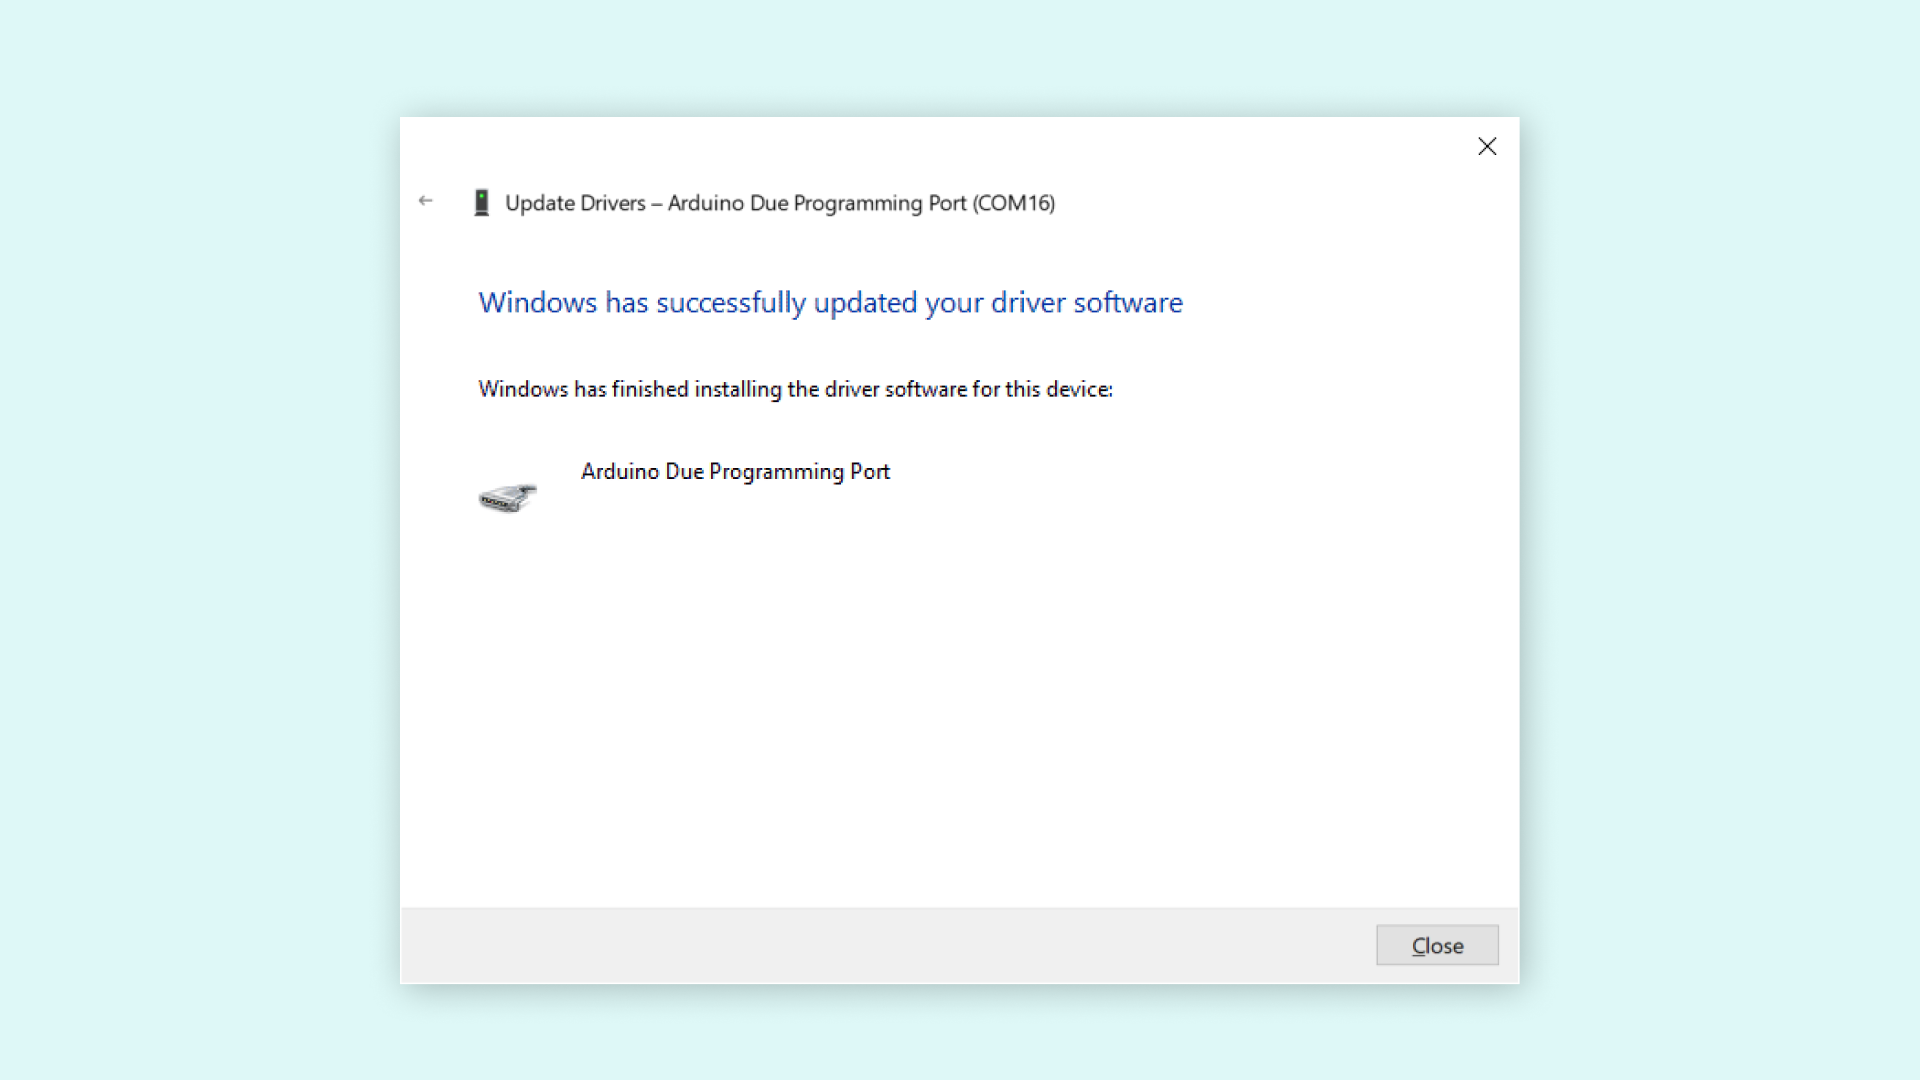 Update Drivers – Arduino Due Programming Port (COM16)
Windows has successfully updated your driver software
Windows has finished installing the driver software for this device:
Arduino Due Programming Port
Close